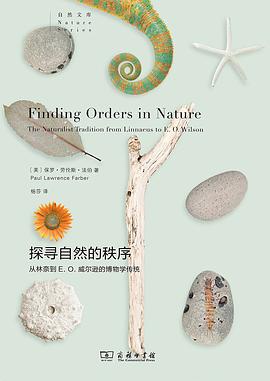 自然文库
Nature
Series
Finding Orders in Nature
The Naturalist Tradition from Linnaeus to E. O. Wilson
〔美〕保罗·劳伦斯·法伯 著
Paul Lawrence Farber
杨莎 译
探寻自然的秩序
从林奈到 E. O. 威尔逊的博物学传统
商务印书馆
The Commercial Press